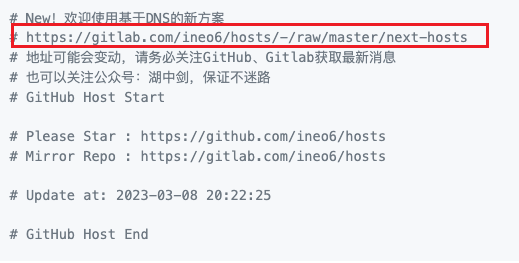 # New! 欢迎使用基于DNS的新方案
# https://gitlab.com/ineo6/hosts/-/raw/master/next-hosts
# 地址可能会变动，请务必关注GitHub、Gitlab获取最新消息
# 也可以关注公众号：湖中剑，保证不迷路
# GitHub Host Start
# Please Star : https://github.com/ineo6/hosts
# Mirror Repo : https://gitlab.com/ineo6/hosts
# Update at: 2023-03-08 20:22:25
# GitHub Host End